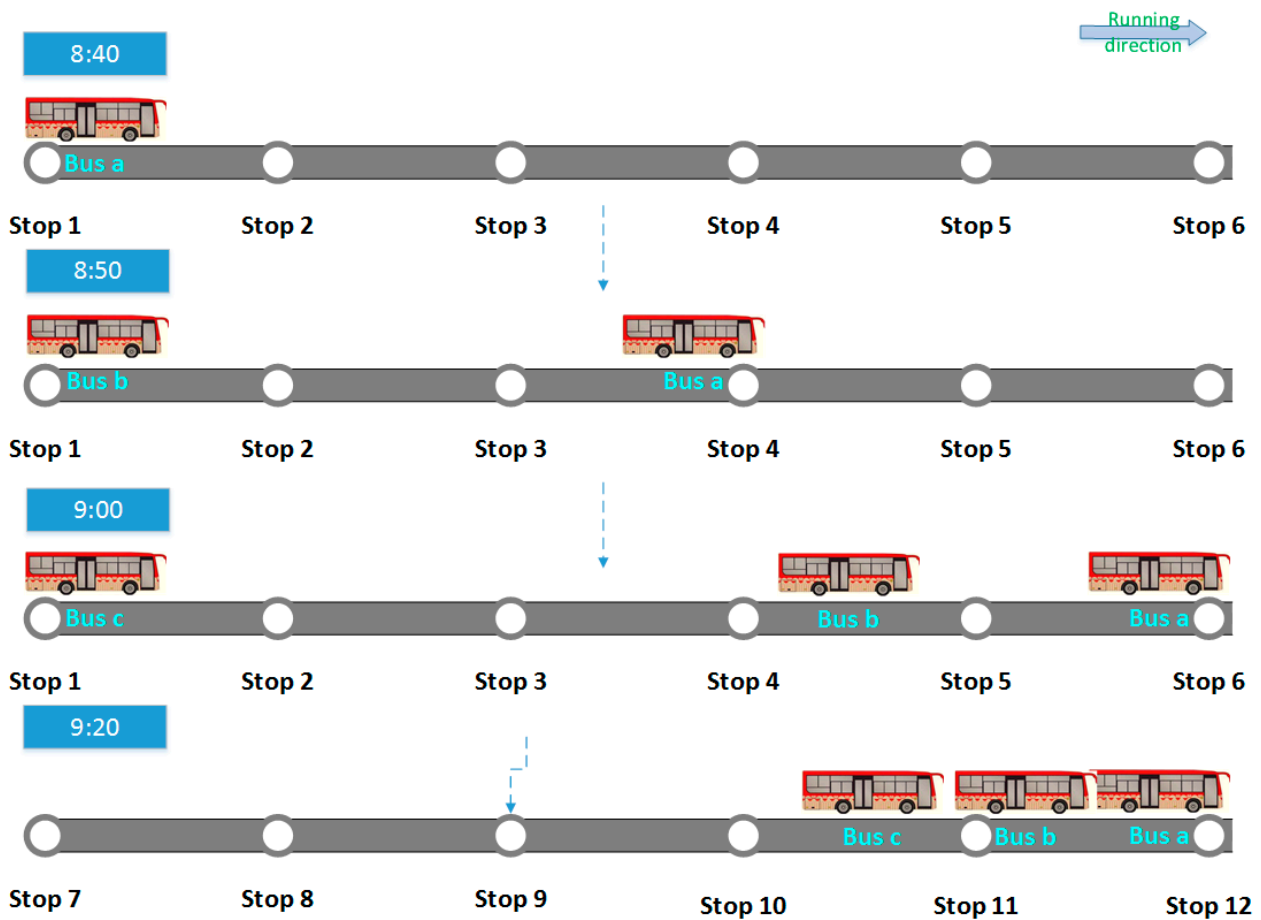 Running
direction
8:40
Bus a
Stop 1 Stop 2 Stop 3 Stop 4 Stop 5 Stop 6
8:50
Bus b Bus a
Stop 1 Stop 2 Stop 3 Stop 4 Stop 5 Stop 6
9:00
Bus c Bus b Bus a
Stop 1 Stop 2 Stop 3 Stop 4 Stop 5 Stop 6
9:20
Bus c Bus b Bus a
Stop 7 Stop 8 Stop 9 Stop 10 Stop 11 Stop 12